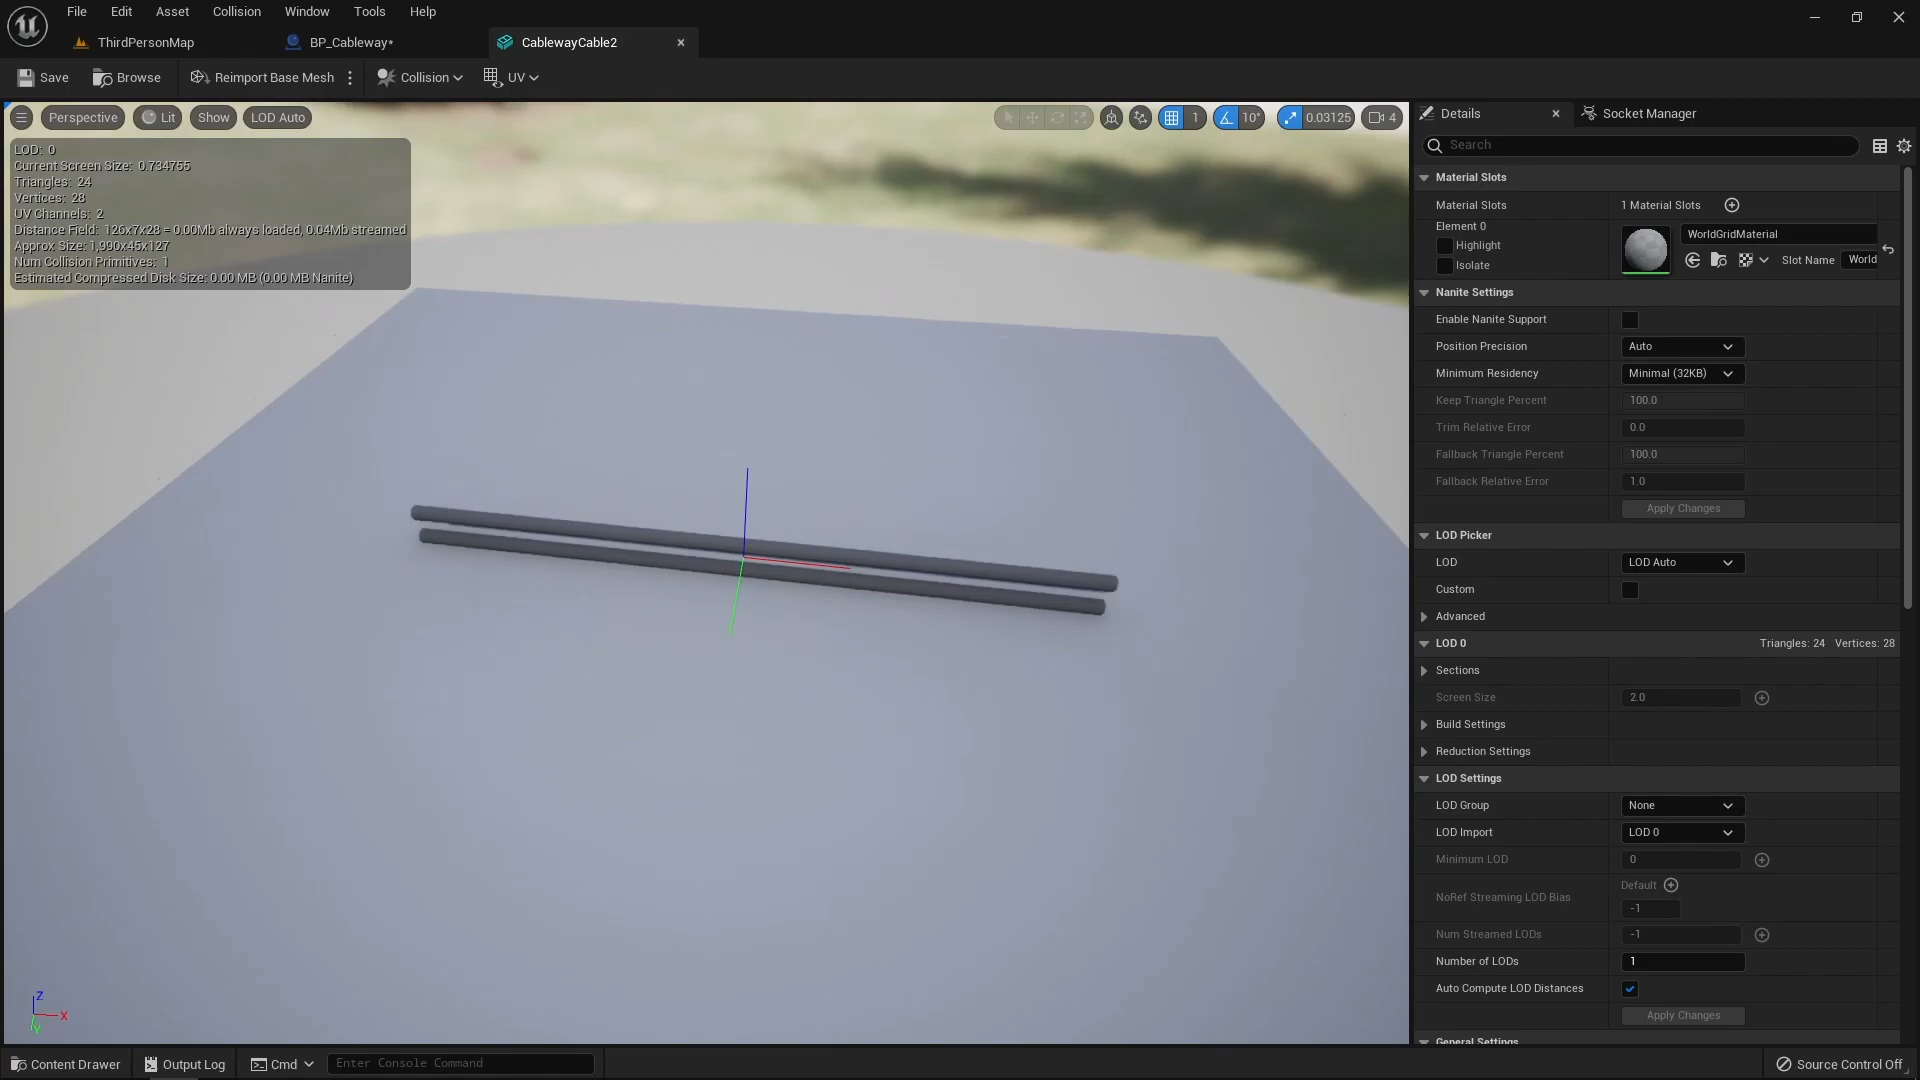 File Edit Asset Collision Window Tools Help
ThirdPersonMap BP_Cableway* CablewayCable2
Save Browse Reimport Base Mesh Collision UV
Perspective Lit Show LOD Auto 1 10° 0.03125 4
LOD: 0
Current Screen Size: 0.734755
Triangles: 24
Vertices: 28
UV Channels: 2
Distance Field: 126x7x28 = 0.00Mb always loaded, 0.04Mb streamed
Approx Size: 1,990x45x127
Num Collision Primitives: 1
Estimated Compressed Disk Size: 0.00 MB (0.00 MB Nanite)
Z
X
Y
Details Socket Manager
Search
Material Slots
Material Slots 1 Material Slots
Element 0
Highlight
Isolate
WorldGridMaterial
Slot Name World
Nanite Settings
Enable Nanite Support
Position Precision Auto
Minimum Residency Minimal (32KB)
Keep Triangle Percent 100.0
Trim Relative Error 0.0
Fallback Triangle Percent 100.0
Fallback Relative Error 1.0
Apply Changes
LOD Picker
LOD LOD Auto
Custom
Advanced
LOD 0 Triangles: 24 Vertices: 28
Sections
Screen Size 2.0
Build Settings
Reduction Settings
LOD Settings
LOD Group None
LOD Import LOD 0
Minimum LOD 0
NoRef Streaming LOD Bias Default
-1
Num Streamed LODs -1
Number of LODs 1
Auto Compute LOD Distances
Apply Changes
General Settings
Content Drawer Output Log Cmd Enter Console Command Source Control Off